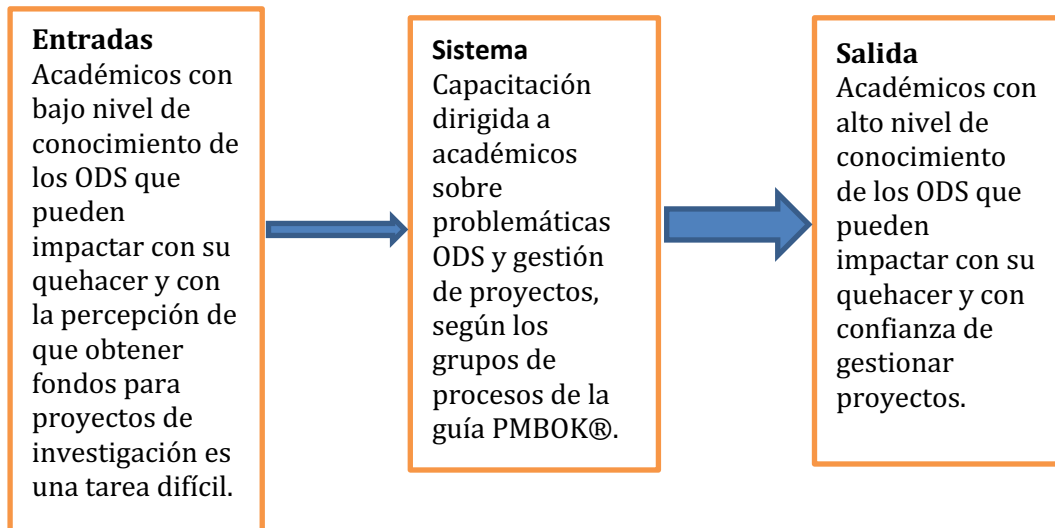 Entradas
Académicos con
bajo nivel de
conocimiento de
los ODS que
pueden
impactar con su
quehacer y con
la percepción de
que obtener
fondos para
proyectos de
investigación es
una tarea difícil.
Sistema
Capacitación
dirigida a
académicos
sobre
problemáticas
ODS y gestión
de proyectos,
según los
grupos de
procesos de la
guía PMBOK®.
Salida
Académicos con
alto nivel de
conocimiento
de los ODS que
pueden
impactar con su
quehacer y con
confianza de
gestionar
proyectos.